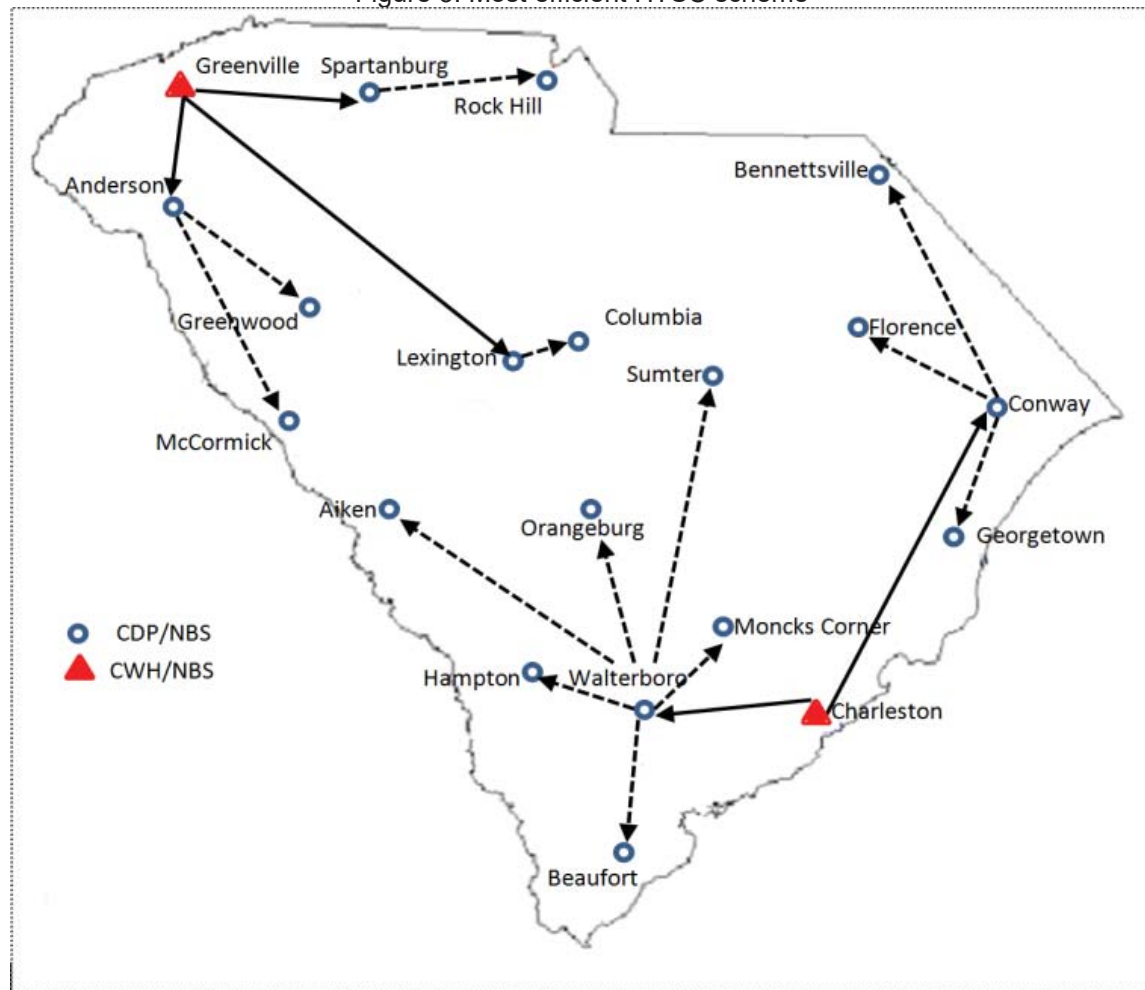 Greenville
Spartanburg
Rock Hill
Anderson
Bennettsville
Greenwood
Columbia
Florence
Lexington
Sumter
Conway
McCormick
Aiken
Orangeburg
Georgetown
CDP/NBS
Moncks Corner
CWH/NBS
Hampton
Walterboro
Charleston
Beaufort